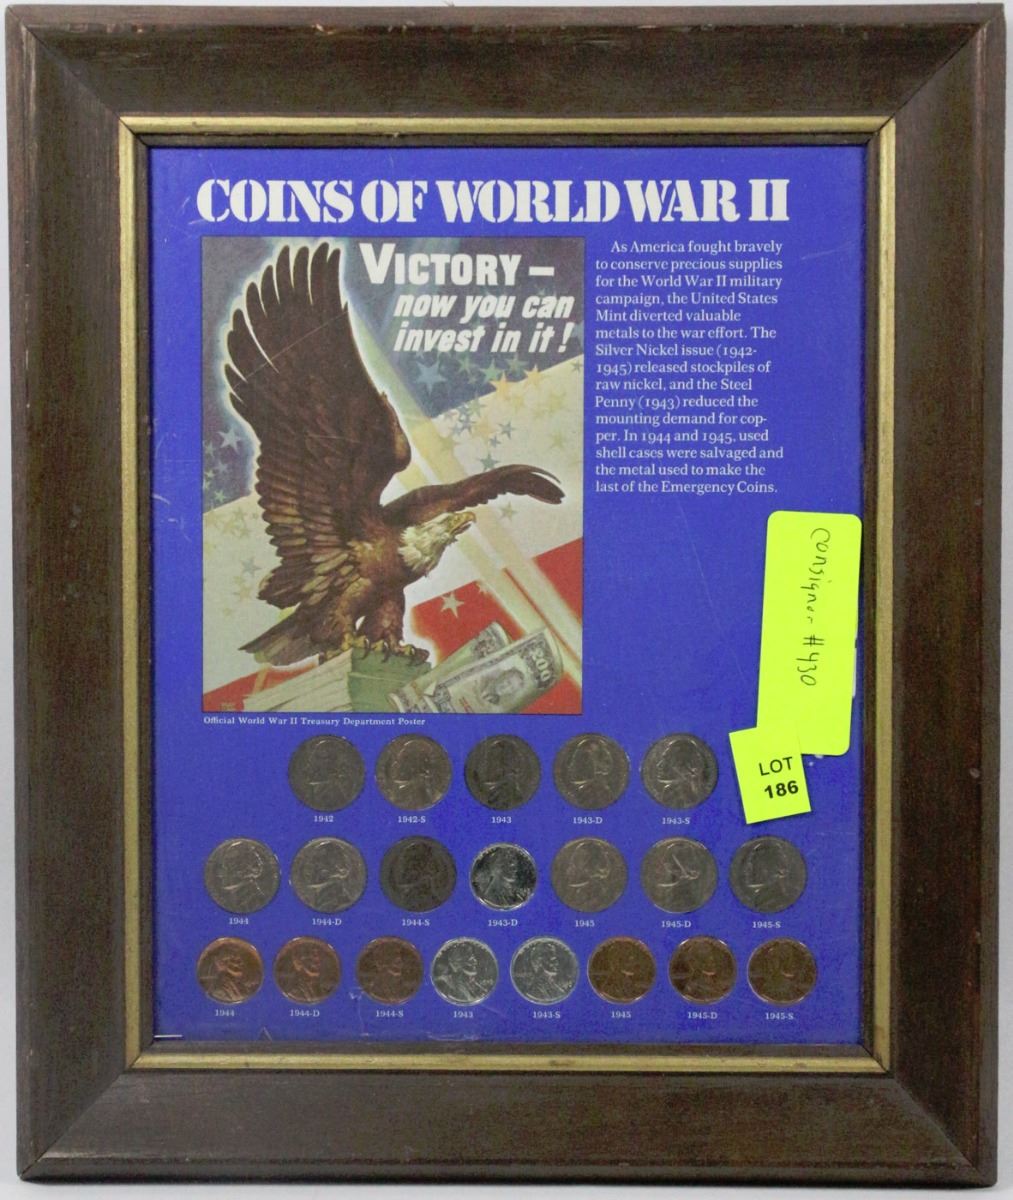 COINS OF WORLD WAR II
VICTORY—
now you can
invest in it!
As America fought bravely
to conserve precious supplies
for the World War II military
campaign, the United States
Mint diverted valuable
metals to the war effort. The
Silver Nickel issue (1942-
1945) released stockpiles of
raw nickel, and the Steel
Penny (1943) reduced the
mounting demand for cop-
per. In 1944 and 1945, used
shell cases were salvaged and
the metal used to make the
last of the Emergency Coins.
Consignor #430
200
Official World War II Treasury Department Poster
LOT
186
1942 1942-S 1943 1943-D 1943-S
1944 1944-D 1944-S 1943-D 1945 1945-D 1945-S
1944 1944-D 1944-S 1943 1943-S 1945 1945-D 1945-S